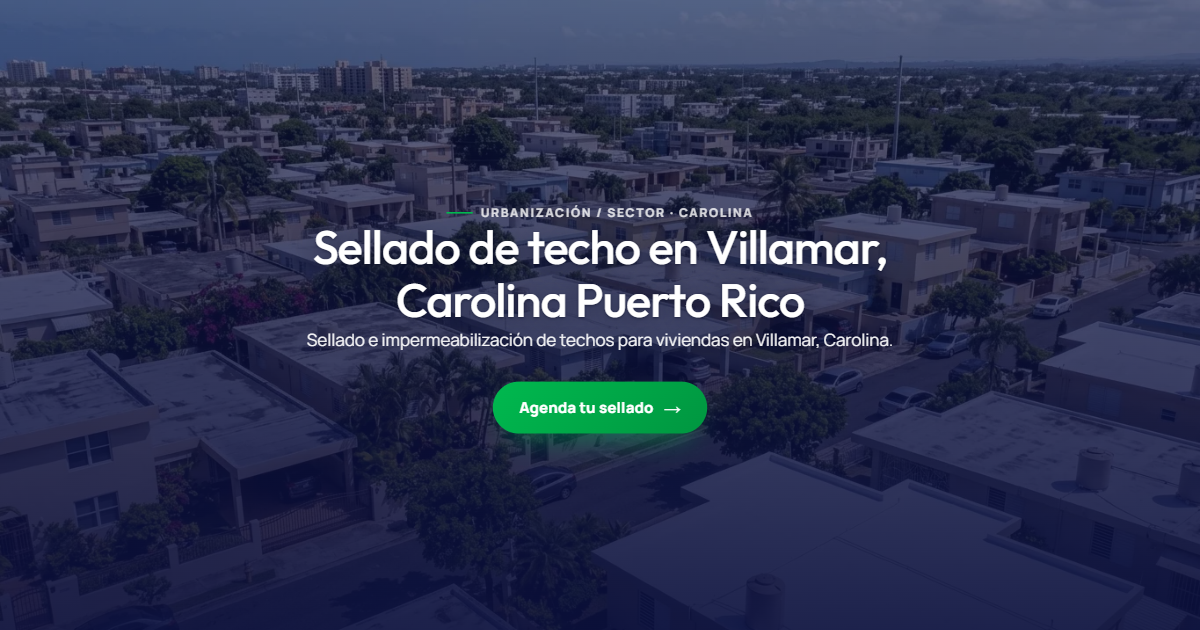 URBANIZACIÓN / SECTOR · CAROLINA
Sellado de techo en Villamar,
Carolina Puerto Rico
Sellado e impermeabilización de techos para viviendas en Villamar, Carolina.
Agenda tu sellado →